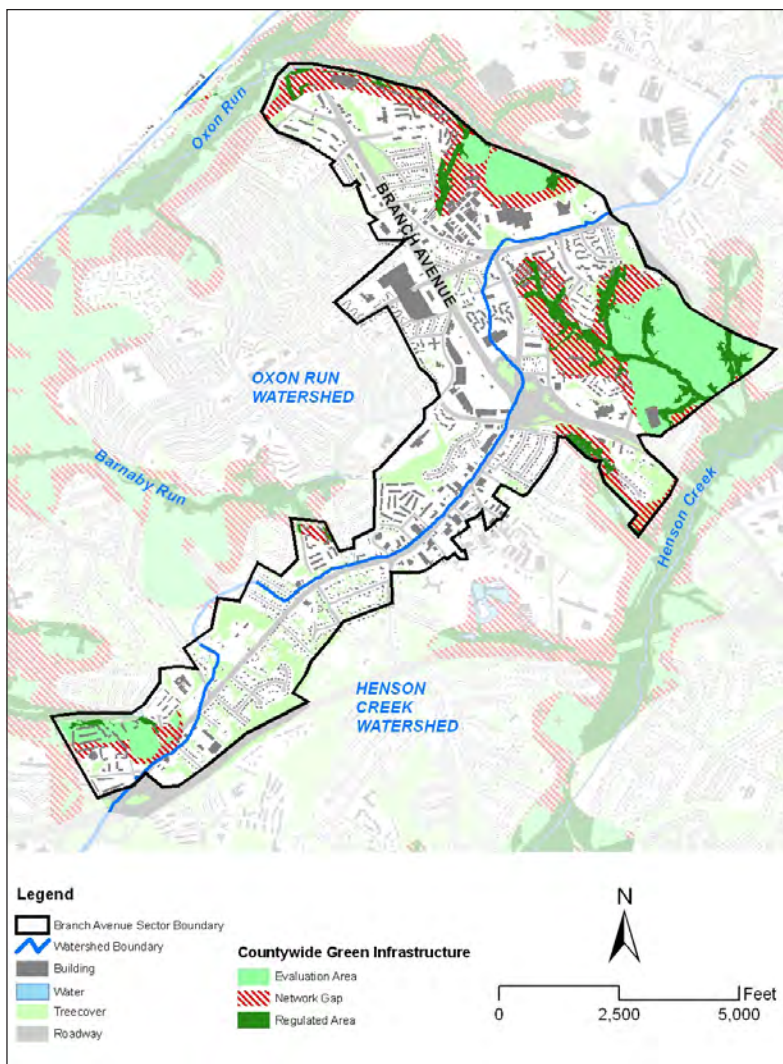 Oxon Run
BRANCH AVENUE
OXON RUN
WATERSHED
Barnaby Run
Henson Creek
HENSON
CREEK
WATERSHED
Legend
Branch Avenue Sector Boundary
Watershed Boundary
Building
Water
Treecover
Roadway
Countywide Green Infrastructure
Evaluation Area
Network Gap
Regulated Area
N
Feet
0 2,500 5,000